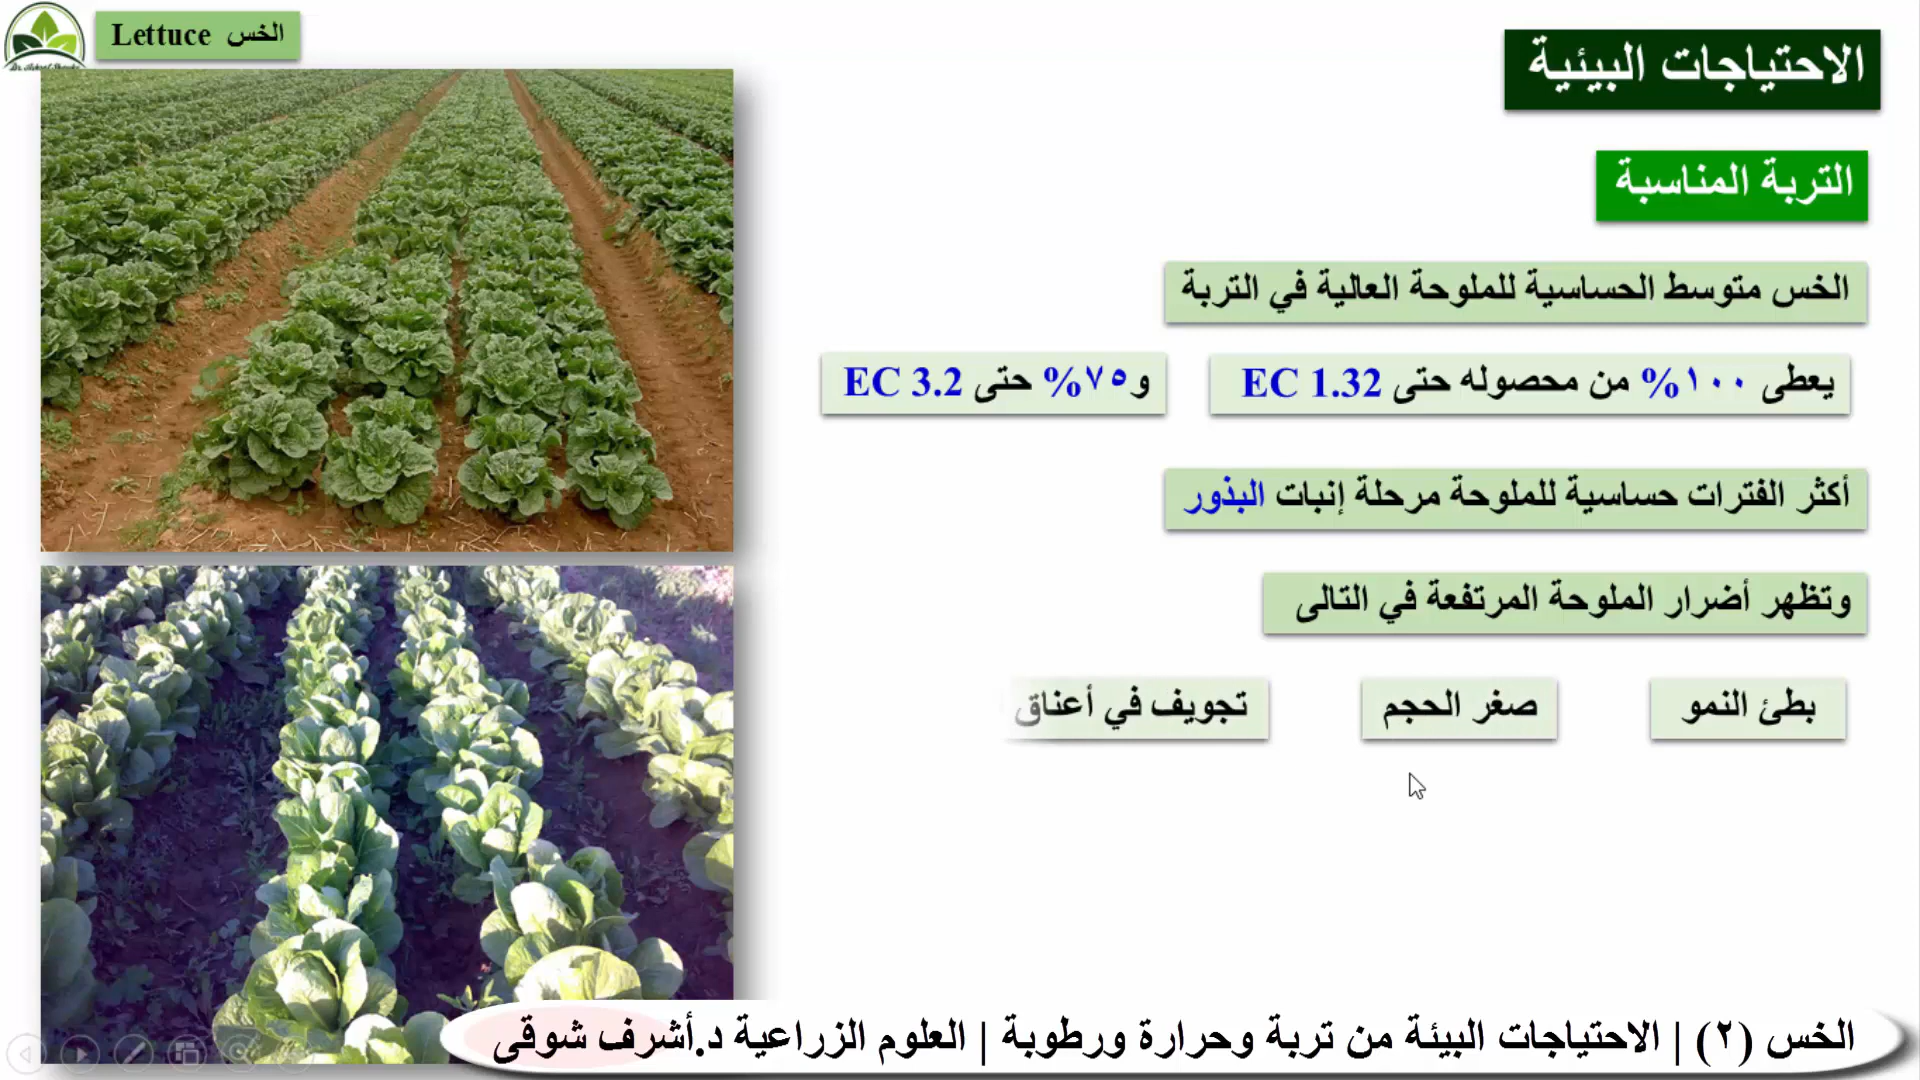 الخس Lettuce
الاحتياجات البيئية
التربة المناسبة
الخس متوسط الحساسية للملوحة العالية في التربة
يعطى ١٠٠% من محصوله حتى EC 1.32
و٧٥% حتى EC 3.2
أكثر الفترات حساسية للملوحة مرحلة إنبات البذور
وتظهر أضرار الملوحة المرتفعة في التالى
بطئ النمو
صغر الحجم
تجويف في أعناق
الخس (٢) | الاحتياجات البيئة من تربة وحرارة ورطوبة | العلوم الزراعية د.أشرف شوقى